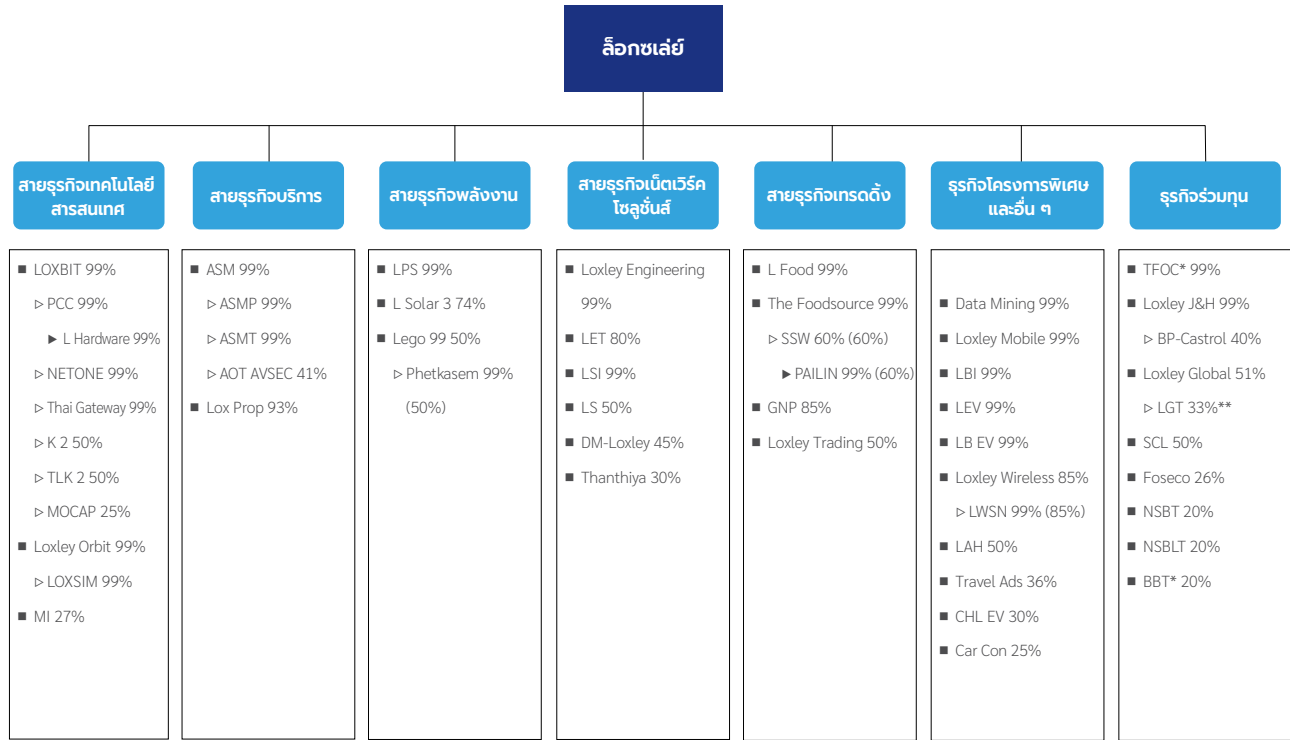 ล็อกซเล่ย์
สายธุรกิจเทคโนโลยี
สารสนเทศ
■ LOXBIT 99%
▷ PCC 99%
► L Hardware 99%
▷ NETONE 99%
▷ Thai Gateway 99%
▷ K 2 50%
▷ TLK 2 50%
▷ MOCAP 25%
■ Loxley Orbit 99%
▷ LOXSIM 99%
■ MI 27%
สายธุรกิจบริการ
■ ASM 99%
▷ ASMP 99%
▷ ASMT 99%
▷ AOT AVSEC 41%
■ Lox Prop 93%
สายธุรกิจพลังงาน
■ LPS 99%
■ L Solar 3 74%
■ Lego 99 50%
▷ Phetkasem 99%
(50%)
สายธุรกิจเน็ตเวิร์ค
โซลูชั่นส์
■ Loxley Engineering
99%
■ LET 80%
■ LSI 99%
■ LS 50%
■ DM-Loxley 45%
■ Thanthiya 30%
สายธุรกิจเทรดดิ้ง
■ L Food 99%
■ The Foodsource 99%
▷ SSW 60% (60%)
► PAILIN 99% (60%)
■ GNP 85%
■ Loxley Trading 50%
ธุรกิจโครงการพิเศษ
และอื่น ๆ
■ Data Mining 99%
■ Loxley Mobile 99%
■ LBI 99%
■ LEV 99%
■ LB EV 99%
■ Loxley Wireless 85%
▷ LWSN 99% (85%)
■ LAH 50%
■ Travel Ads 36%
■ CHL EV 30%
■ Car Con 25%
ธุรกิจร่วมทุน
■ TFOC* 99%
■ Loxley J&H 99%
▷ BP-Castrol 40%
■ Loxley Global 51%
▷ LGT 33%**
■ SCL 50%
■ Foseco 26%
■ NSBT 20%
■ NSBLT 20%
■ BBT* 20%